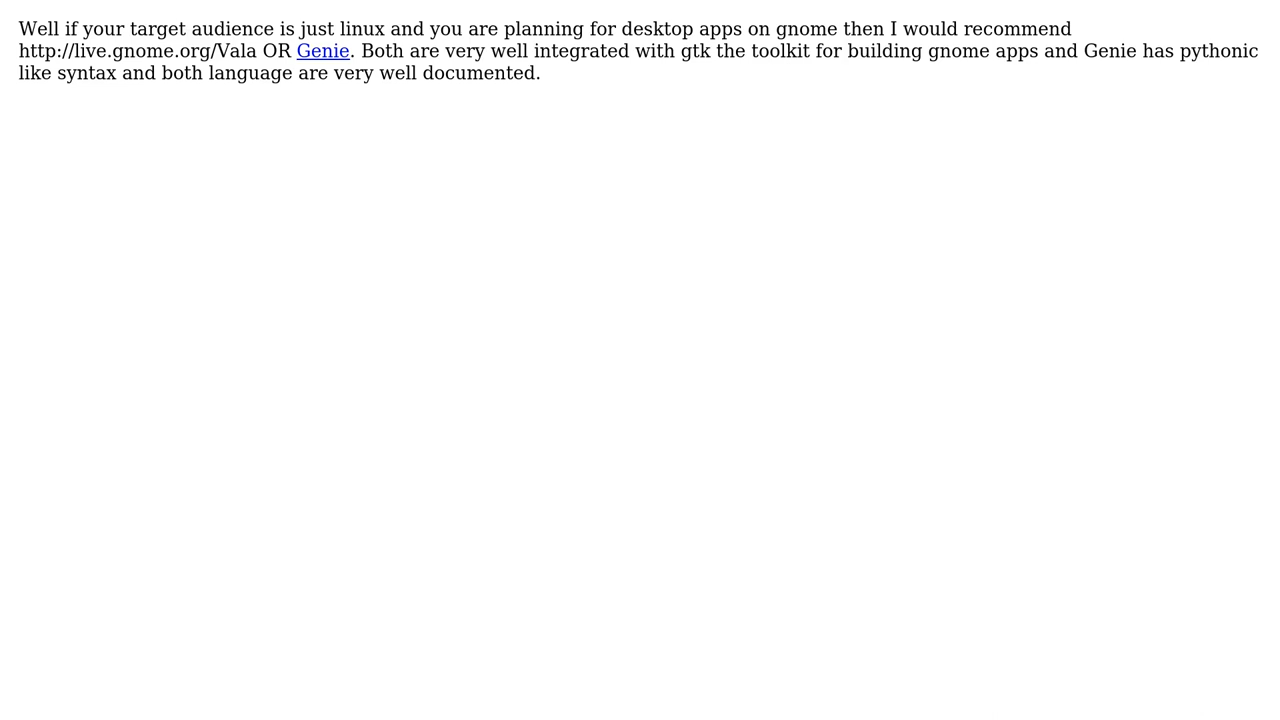 Well if your target audience is just linux and you are planning for desktop apps on gnome then I would recommend
http://live.gnome.org/Vala OR Genie. Both are very well integrated with gtk the toolkit for building gnome apps and Genie has pythonic
like syntax and both language are very well documented.